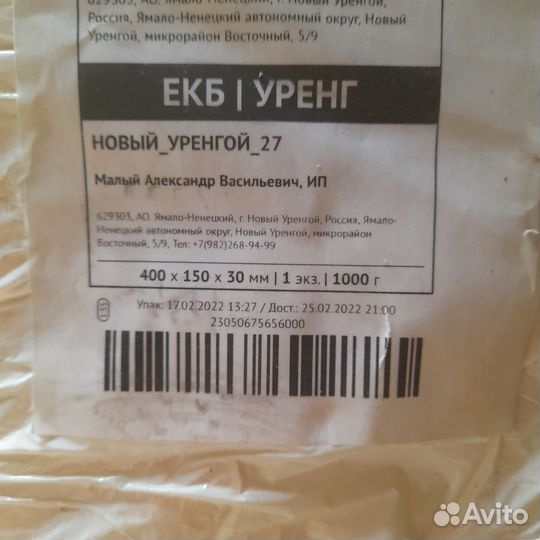 629303, АО. Ямало-Ненецкий, г. Новый Уренгой,
Россия, Ямало-Ненецкий автономный округ, Новый
Уренгой, микрорайон Восточный, 5/9
ЕКБ | УРЕНГ
НОВЫЙ_УРЕНГОЙ_27
Малый Александр Васильевич, ИП
629303, АО. Ямало-Ненецкий, г. Новый Уренгой, Россия, Ямало-
Ненецкий автономный округ, Новый Уренгой, микрорайон
Восточный, 5/9, Тел: +7(982)268-94-99
400 x 150 x 30 мм | 1 экз. | 1000 г
Упак: 17.02.2022 13:27 / Дост.: 25.02.2022 21:00
23050675656000
Avito